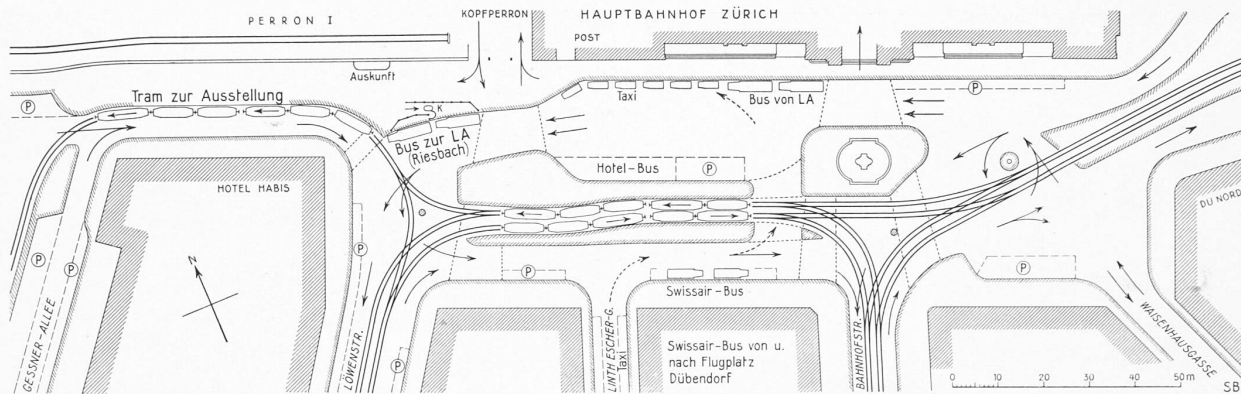 PERRON I
KOPFPERRON
HAUPTBAHNHOF ZÜRICH
POST
Auskunft
P
Tram zur Ausstellung
K
Bus zur LA
(Riesbach)
Taxi
Bus von LA
P
Hotel-Bus
P
HOTEL HABIS
DU NORD
N
P
P
P
P
P
P
Swissair-Bus
Swissair-Bus von u.
nach Flugplatz
Dübendorf
GESSNER-ALLEE
LÖWENSTR.
LINTH ESCHER-G.
Taxi
BAHNHOFSTR.
WAISENHAUSGASSE
0 10 20 30 40 50 m
SB